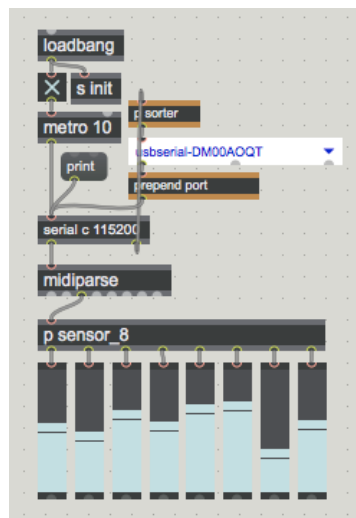 loadbang
s init
metro 10
p sorter
print
usbserial-DM00AOQT
prepend port
serial c 115200
midiparse
p sensor_8